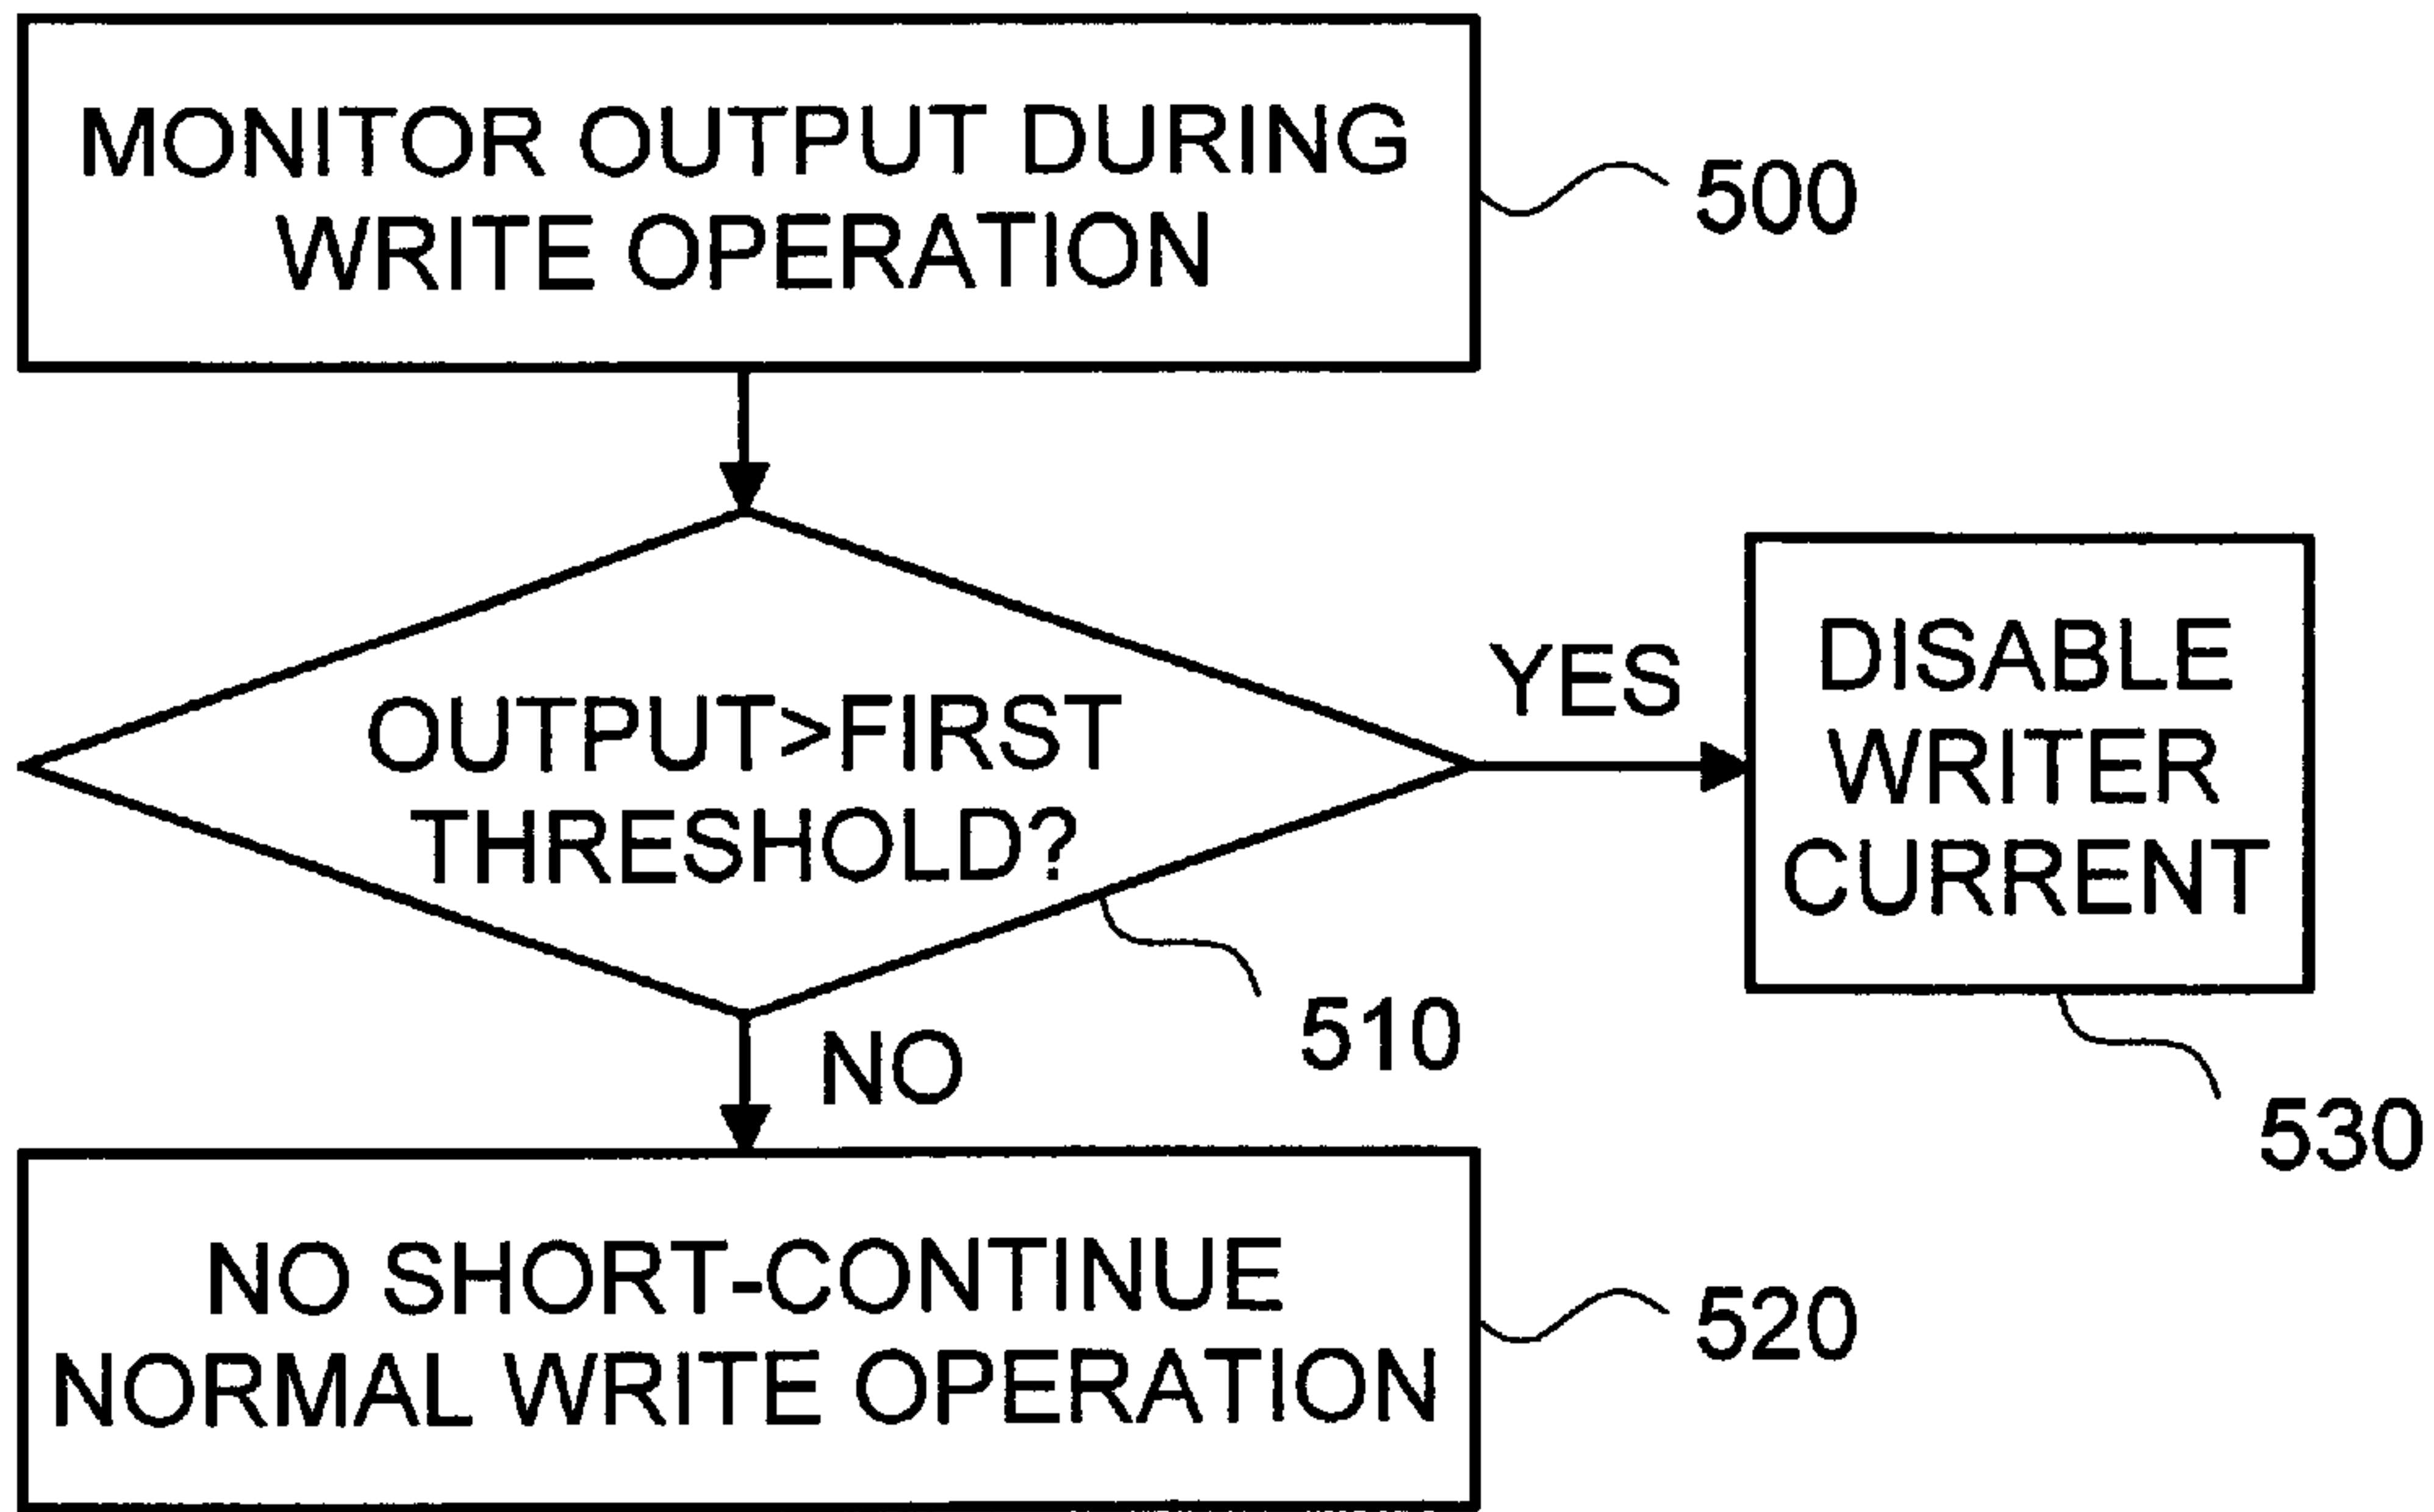 MONITOR OUTPUT DURING
WRITE OPERATION
500
OUTPUT>FIRST
THRESHOLD?
510
YES
DISABLE
WRITER
CURRENT
530
NO
NO SHORT-CONTINUE
NORMAL WRITE OPERATION
520